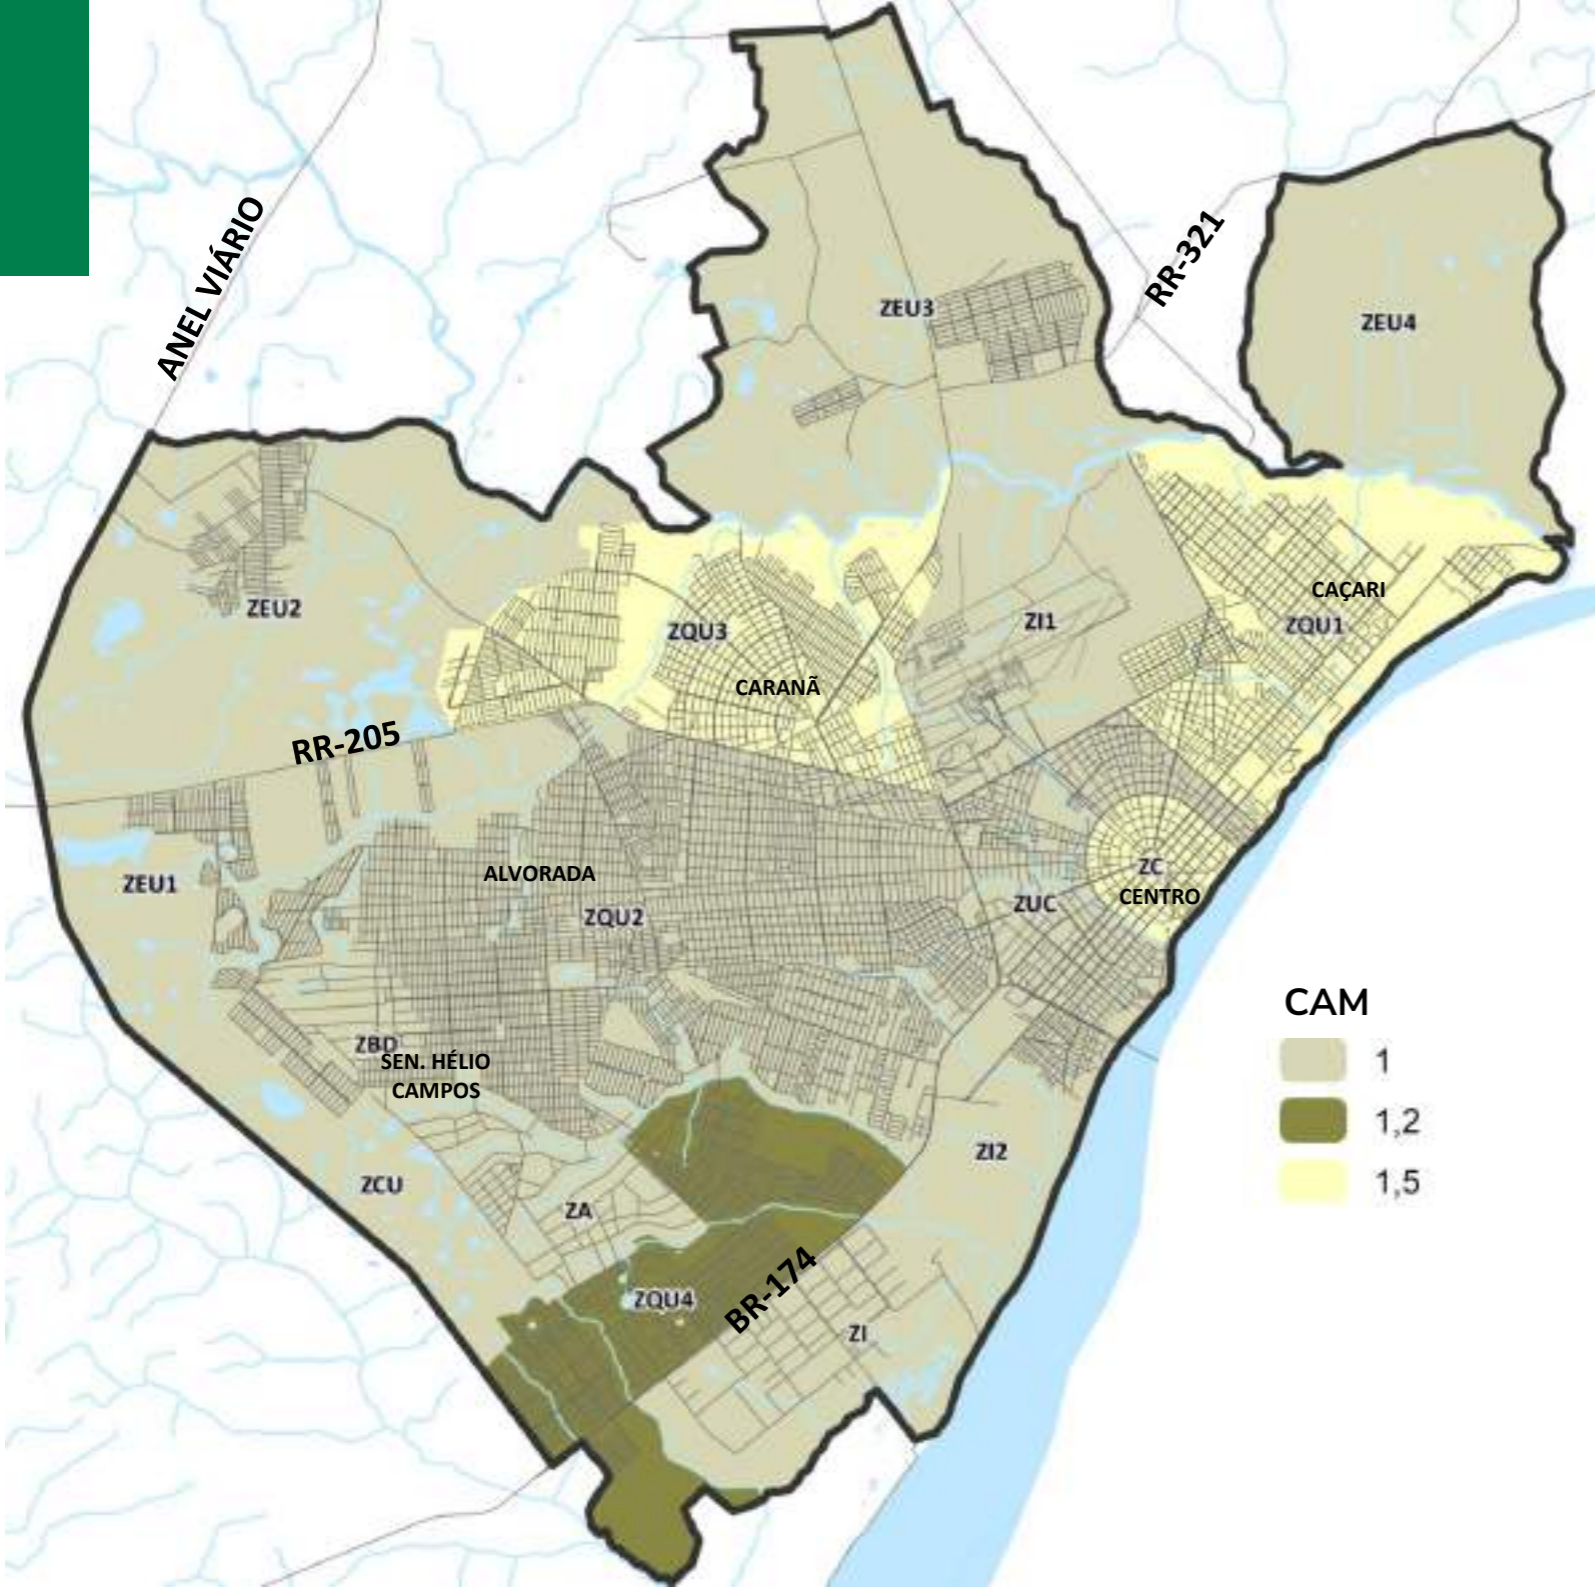 ANEL VIÁRIO
RR-321
ZEU3
ZEU4
ZEU2
ZQU3
CARANÃ
ZI1
CAÇARI
ZQU1
RR-205
ZEU1
ALVORADA
ZQU2
ZUC
ZC
CENTRO
ZBD
SEN. HÉLIO
CAMPOS
ZCU
ZA
ZI2
ZQU4
BR-174
ZI
CAM
1
1,2
1,5